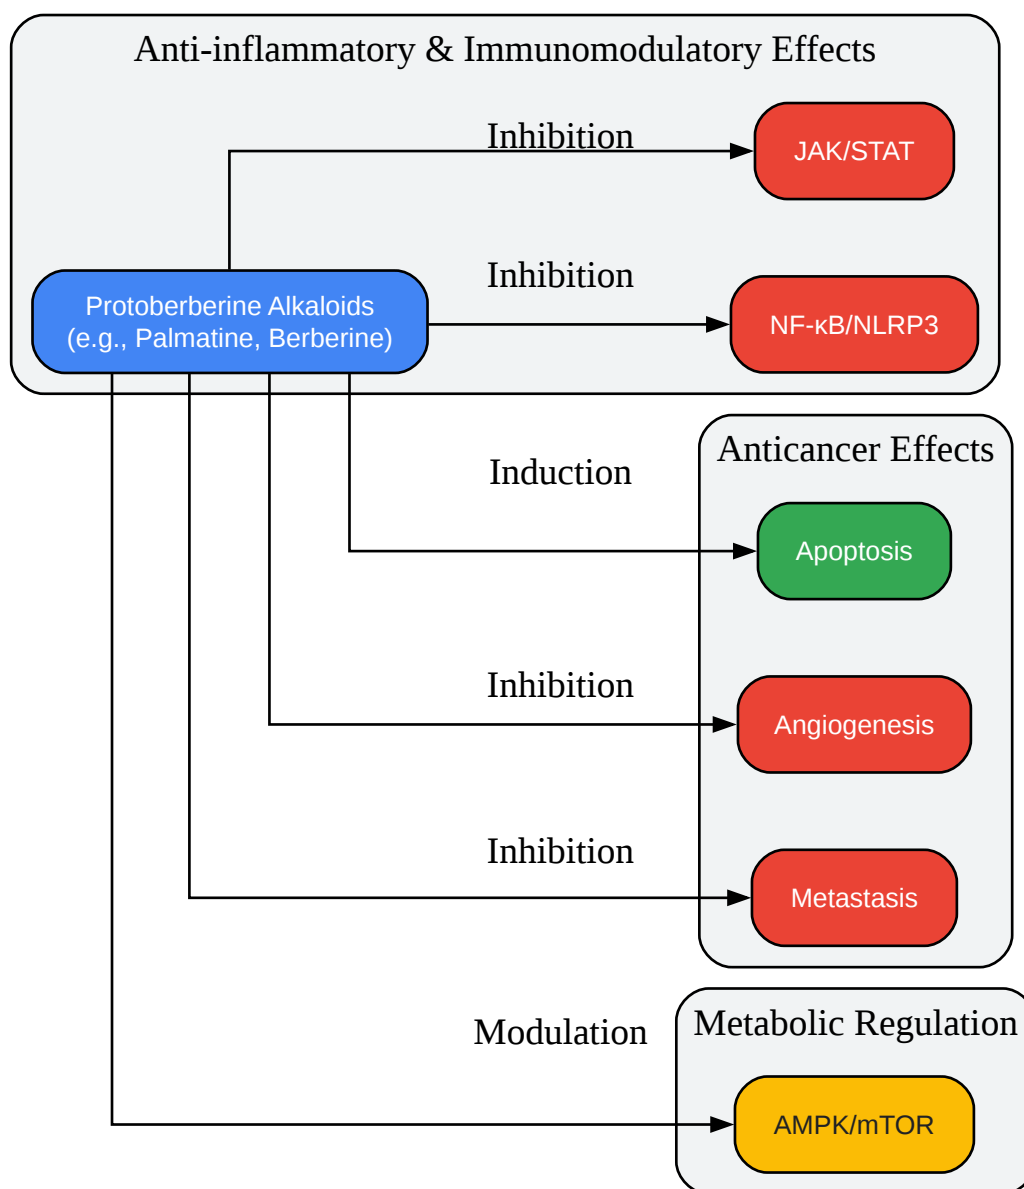 Anti-inflammatory & Immunomodulatory Effects
Inhibition
JAK/STAT
Inhibition
Protoberberine Alkaloids
(e.g., Palmatine, Berberine)
NF-κB/NLRP3
Anticancer Effects
Induction
Apoptosis
Inhibition
Angiogenesis
Inhibition
Metastasis
Metabolic Regulation
Modulation
AMPK/mTOR